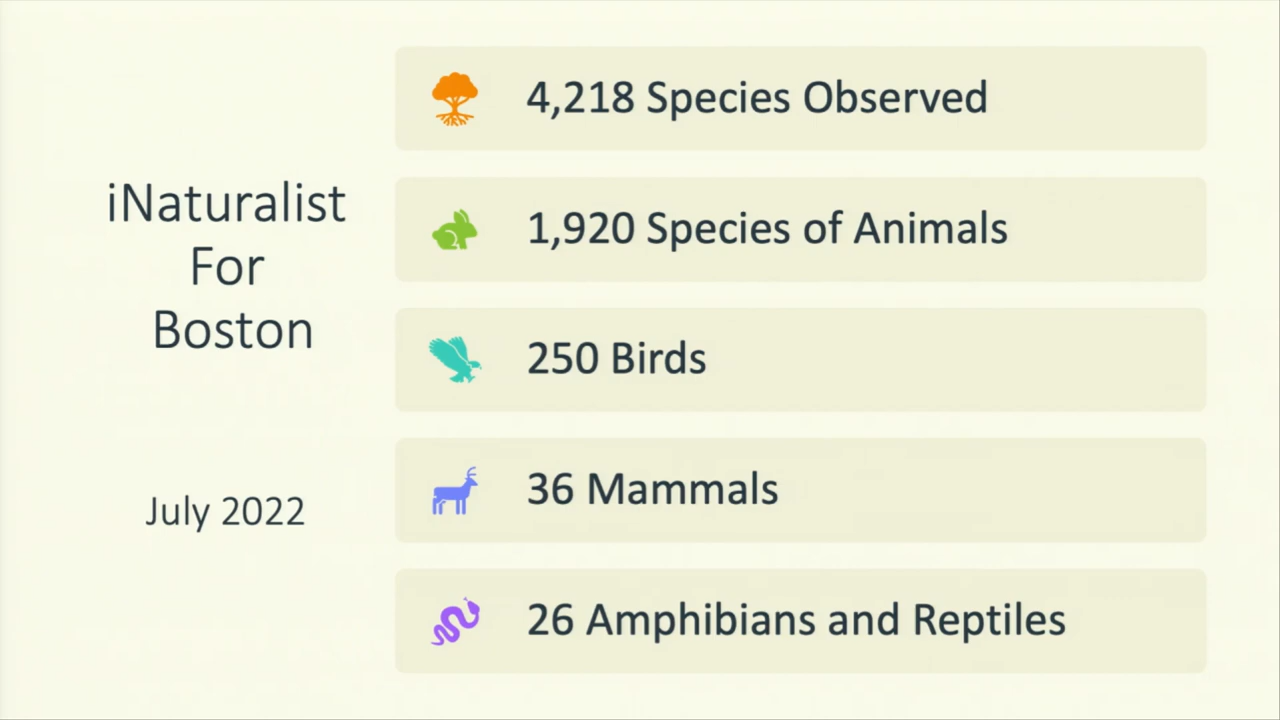 iNaturalist
For
Boston
July 2022
4,218 Species Observed
1,920 Species of Animals
250 Birds
36 Mammals
26 Amphibians and Reptiles